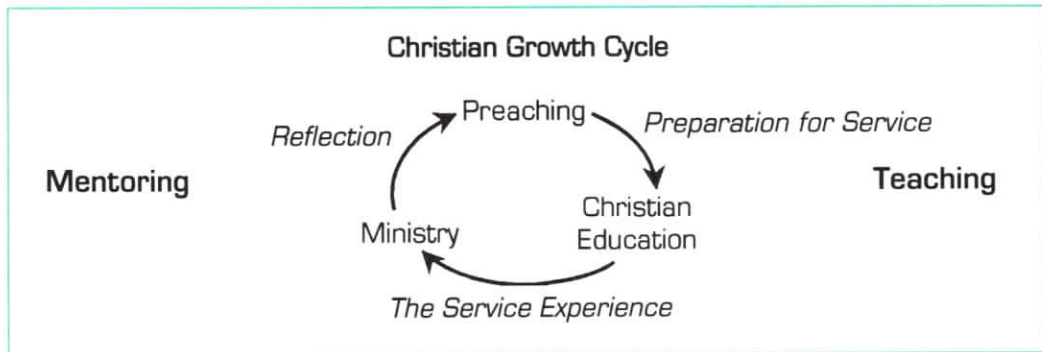 Christian Growth Cycle
Preaching
Reflection
Preparation for Service
Mentoring
Teaching
Christian
Education
Ministry
The Service Experience